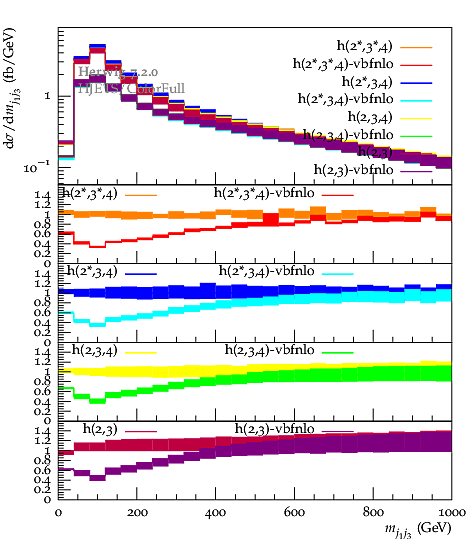 dσ/dm_{j1j3} (fb/GeV)
1
10⁻¹
Herwig 7.2.0
HJETS/ColorFull
h(2*,3*,4)
h(2*,3*,4)-vbfnlo
h(2*,3,4)
h(2*,3,4)-vbfnlo
h(2,3,4)
h(2,3,4)-vbfnlo
h(2,3)
h(2,3)-vbfnlo
h(2*,3*,4) h(2*,3*,4)-vbfnlo
1.4
1.2
1
0.8
0.6
0.4
0.2
0
h(2*,3,4) h(2*,3,4)-vbfnlo
1.4
1.2
1
0.8
0.6
0.4
0.2
0
h(2,3,4) h(2,3,4)-vbfnlo
1.4
1.2
1
0.8
0.6
0.4
0.2
0
h(2,3) h(2,3)-vbfnlo
1.4
1.2
1
0.8
0.6
0.4
0.2
0
0 200 400 600 800 1000
m_{j1j3} (GeV)